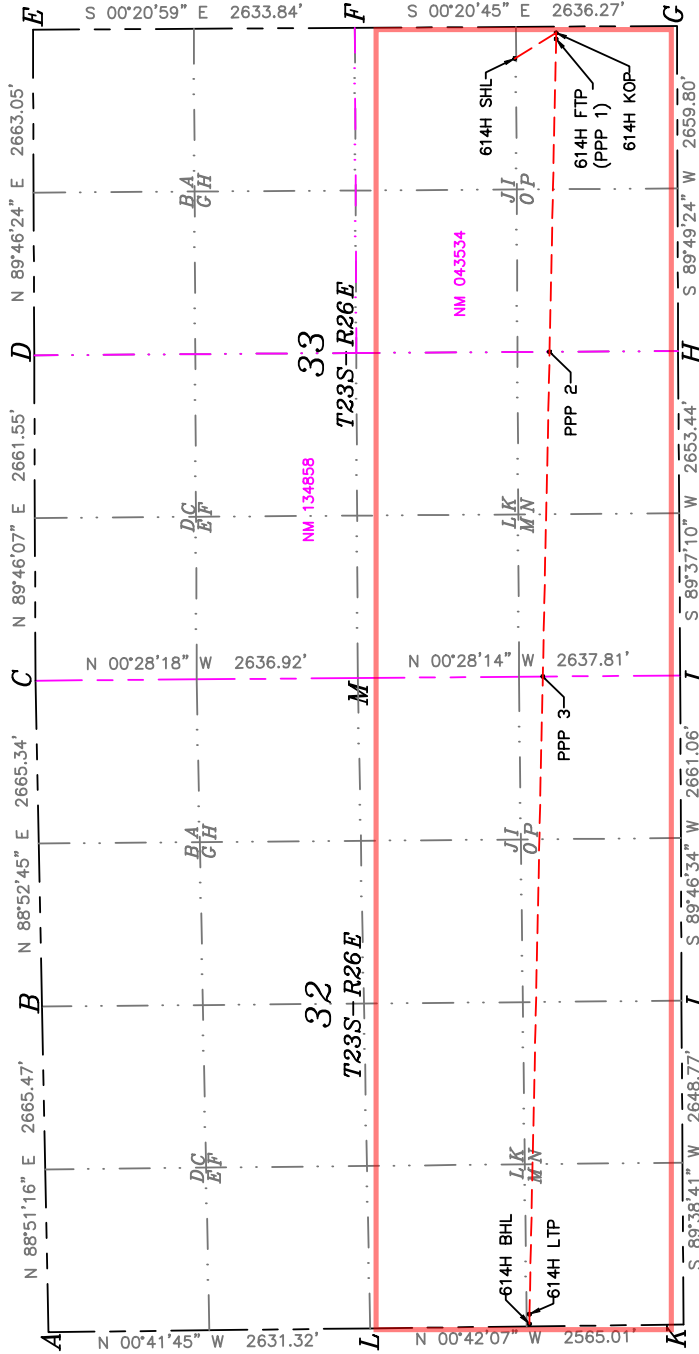 E
S 00°20'59" E 2633.84'
F
S 00°20'45" E 2636.27'
G
N 89°46'24" E 2663.05'
B A
G H
614H SHL
614H FTP
(PPP 1)
614H KOP
J I
O P
S 89°49'24" W 2659.80'
NM 043534
D
33
T23S-R26E
H
PPP 2
N 89°46'07" E 2661.55'
D C
E F
NM 134858
L K
M N
S 89°37'10" W 2653.44'
C
N 00°28'18" W 2636.92'
M
N 00°28'14" W 2637.81'
I
PPP 3
N 88°52'45" E 2665.34'
B A
G H
J I
O P
S 89°46'34" W 2661.06'
B
32
T23S-R26E
J
N 88°51'16" E 2665.47'
D C
E F
L K
M N
S 89°38'41" W 2648.77'
614H BHL
614H LTP
A
N 00°41'45" W 2631.32'
L
N 00°42'07" W 2565.01'
K